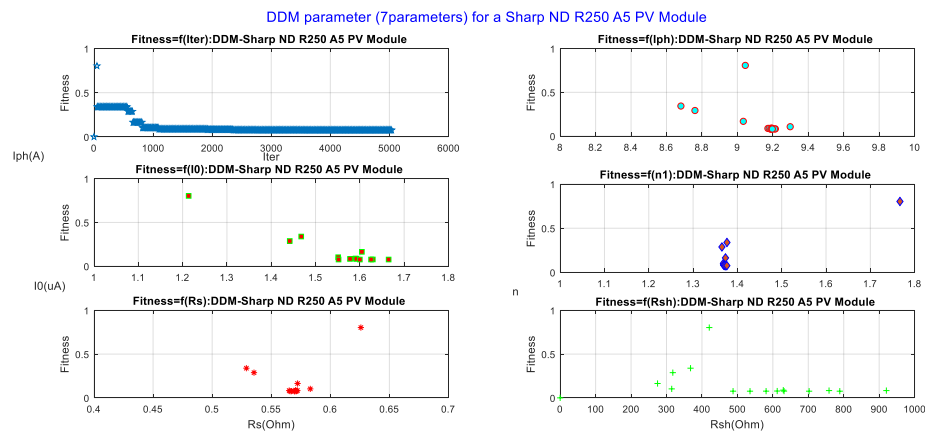 DDM parameter (7parameters) for a Sharp ND R250 A5 PV Module
Fitness=f(Iter):DDM-Sharp ND R250 A5 PV Module
Fitness
1
0.5
0
0 1000 2000 3000 4000 5000 6000
Iter
Fitness=f(Iph):DDM-Sharp ND R250 A5 PV Module
Fitness
1
0.5
0
8 8.2 8.4 8.6 8.8 9 9.2 9.4 9.6 9.8 10
Iph(A)
Fitness=f(I0):DDM-Sharp ND R250 A5 PV Module
Fitness
1
0.5
0
1 1.1 1.2 1.3 1.4 1.5 1.6 1.7 1.8
I0(uA)
Fitness=f(n1):DDM-Sharp ND R250 A5 PV Module
Fitness
1
0.5
0
1 1.1 1.2 1.3 1.4 1.5 1.6 1.7 1.8
n
Fitness=f(Rs):DDM-Sharp ND R250 A5 PV Module
Fitness
1
0.5
0
0.4 0.45 0.5 0.55 0.6 0.65 0.7
Rs(Ohm)
Fitness=f(Rsh):DDM-Sharp ND R250 A5 PV Module
Fitness
1
0.5
0
0 100 200 300 400 500 600 700 800 900 1000
Rsh(Ohm)